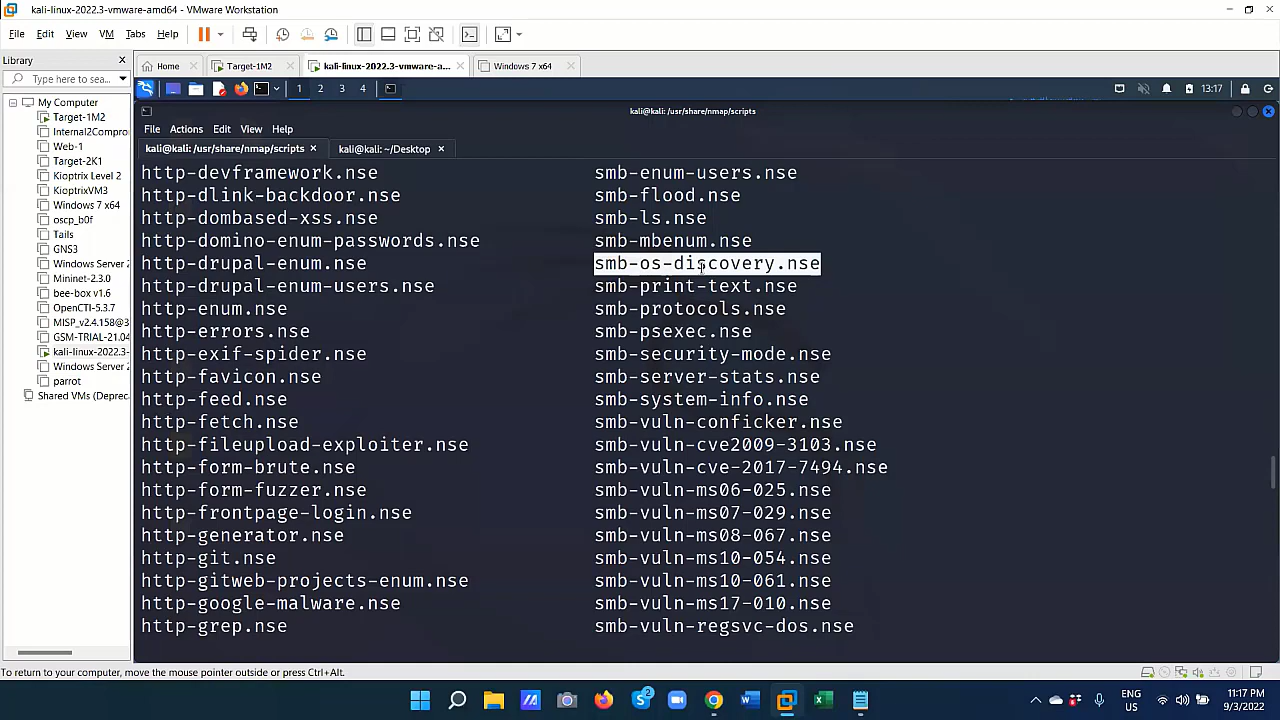 kali-linux-2022.3-vmware-amd64 - VMware Workstation
File Edit View VM Tabs Help
Library
Type here to sea...
Home
Target-1M2
kali-linux-2022.3-vmware-a...
Windows 7 x64
1 2 3 4
13:17
My Computer
Target-1M2
Internal2Compro
Web-1
Target-2K1
Kioptrix Level 2
KioptrixVM3
Windows 7 x64
oscp_b0f
Tails
GNS3
Windows Server 2
Mininet-2.3.0
bee-box v1.6
OpenCTI-5.3.7
MISP_v2.4.158@3
GSM-TRIAL-21.04
kali-linux-2022.3-
Windows Server 2
parrot
Shared VMs (Deprec
kali@kali: /usr/share/nmap/scripts
File Actions Edit View Help
kali@kali: /usr/share/nmap/scripts
kali@kali: ~/Desktop
http-devframework.nse smb-enum-users.nse
http-dlink-backdoor.nse smb-flood.nse
http-dombased-xss.nse smb-ls.nse
http-domino-enum-passwords.nse smb-mbenum.nse
http-drupal-enum.nse smb-os-discovery.nse
http-drupal-enum-users.nse smb-print-text.nse
http-enum.nse smb-protocols.nse
http-errors.nse smb-psexec.nse
http-exif-spider.nse smb-security-mode.nse
http-favicon.nse smb-server-stats.nse
http-feed.nse smb-system-info.nse
http-fetch.nse smb-vuln-conficker.nse
http-fileupload-exploiter.nse smb-vuln-cve2009-3103.nse
http-form-brute.nse smb-vuln-cve-2017-7494.nse
http-form-fuzzer.nse smb-vuln-ms06-025.nse
http-frontpage-login.nse smb-vuln-ms07-029.nse
http-generator.nse smb-vuln-ms08-067.nse
http-git.nse smb-vuln-ms10-054.nse
http-gitweb-projects-enum.nse smb-vuln-ms10-061.nse
http-google-malware.nse smb-vuln-ms17-010.nse
http-grep.nse smb-vuln-regsvc-dos.nse
To return to your computer, move the mouse pointer outside or press Ctrl+Alt.
ENG
US
11:17 PM
9/3/2022